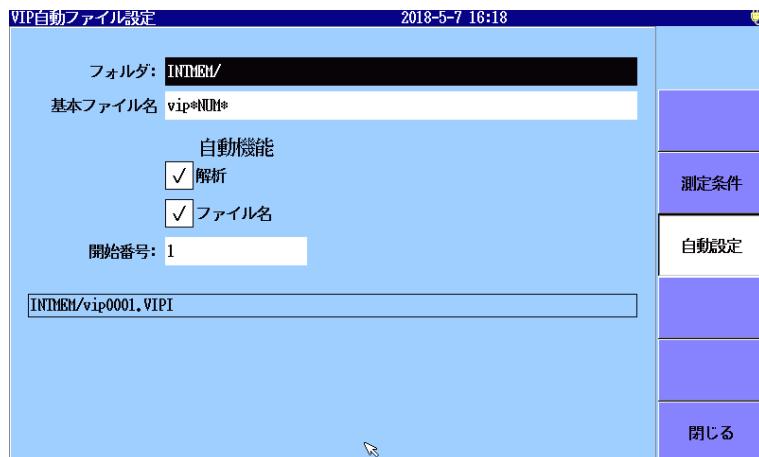 VIP自動ファイル設定 2018-5-7 16:18
フォルダ: INTMEM/
基本ファイル名 vip*NUM*
自動機能
✓ 解析
✓ ファイル名
開始番号: 1
INTMEM/vip0001.VIPI
測定条件
自動設定
閉じる